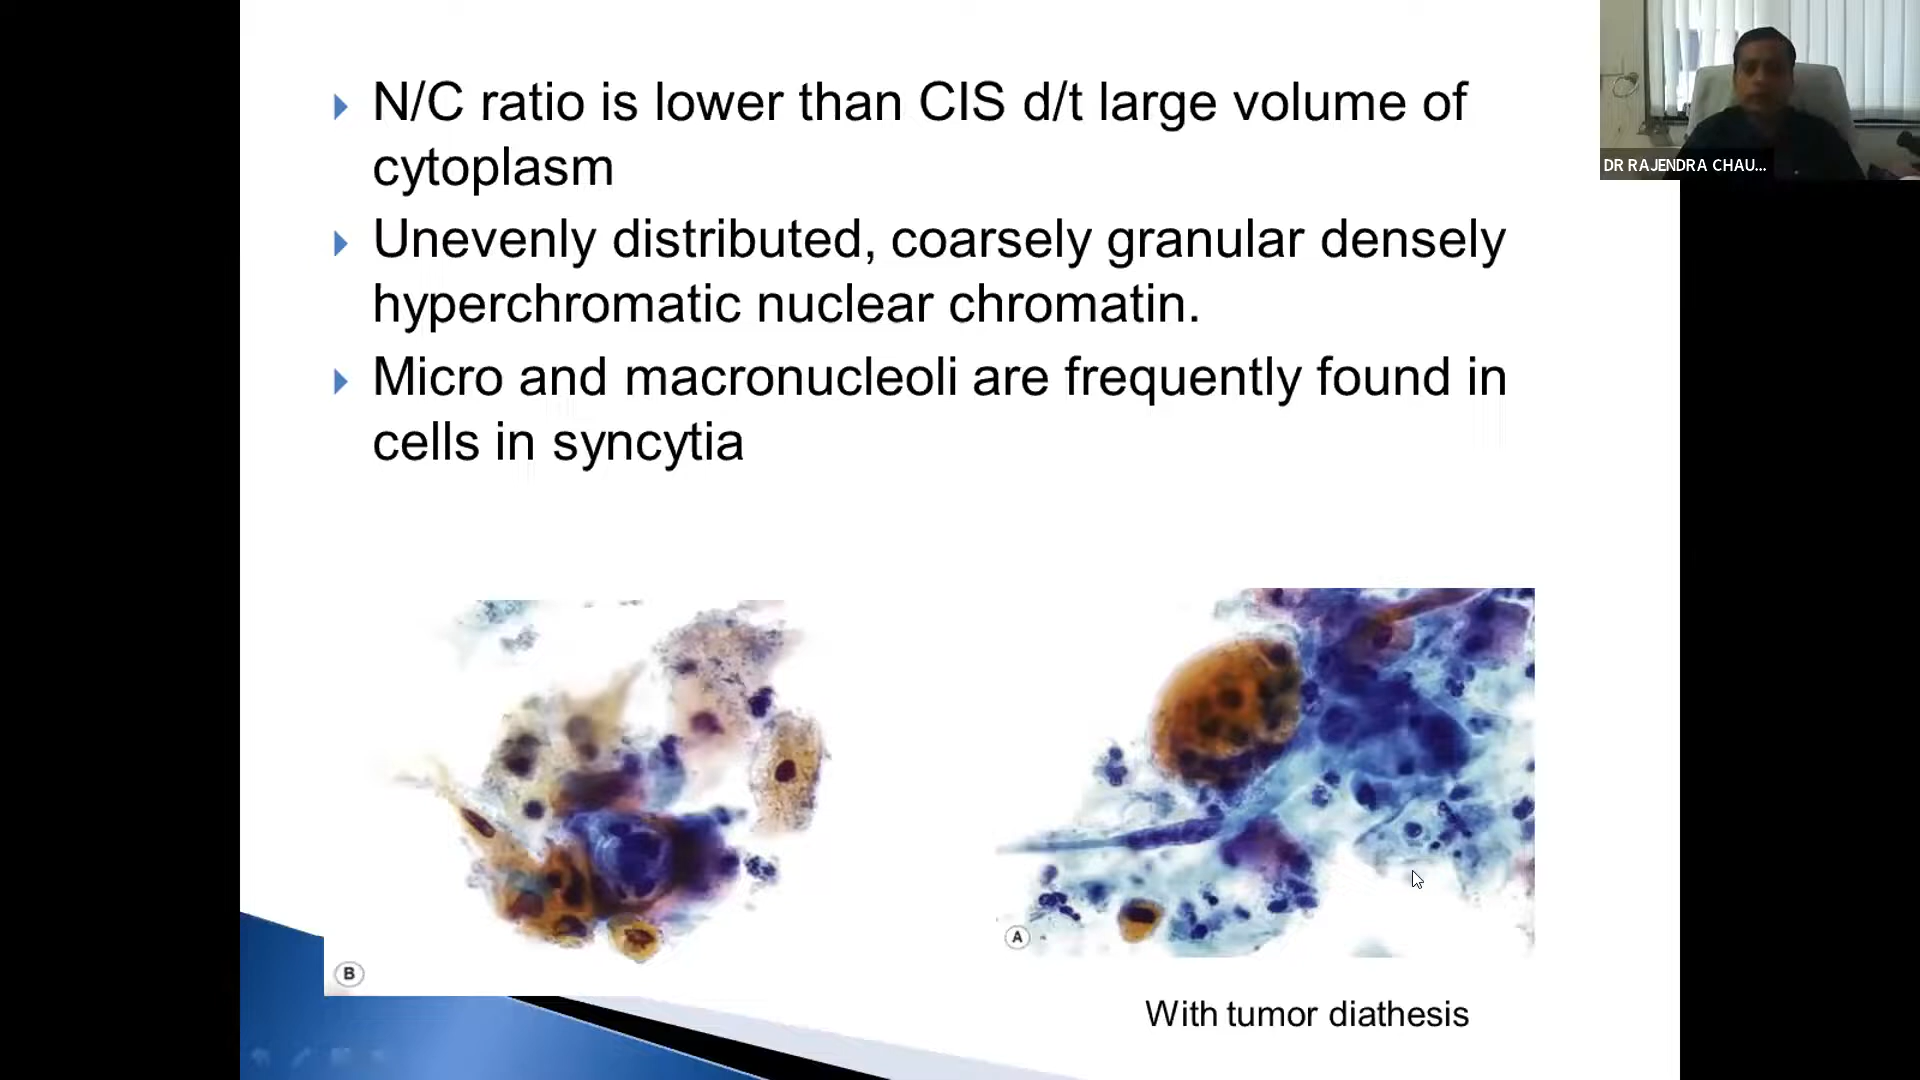 N/C ratio is lower than CIS d/t large volume of
cytoplasm
Unevenly distributed, coarsely granular densely
hyperchromatic nuclear chromatin.
Micro and macronucleoli are frequently found in
cells in syncytia
DR RAJENDRA CHAU...
A
B
With tumor diathesis